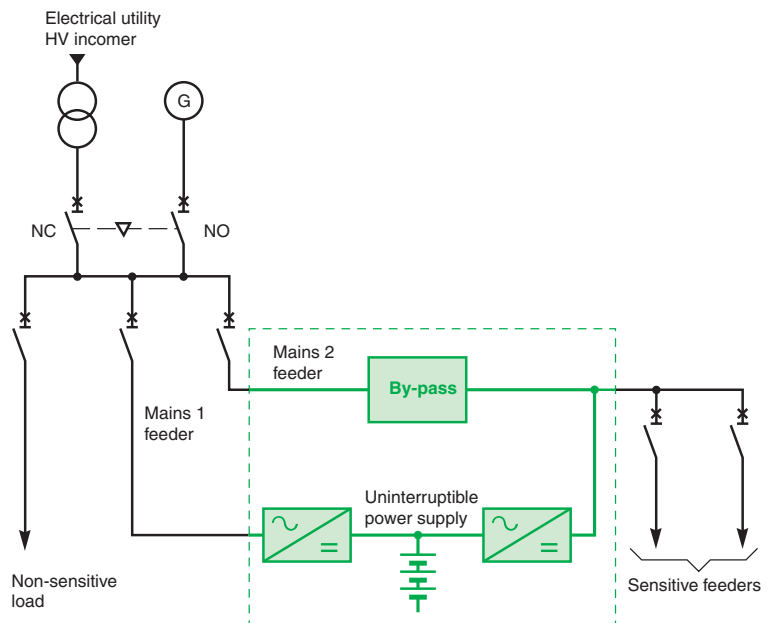 Electrical utility
HV incomer
G
NC
NO
Mains 2
feeder
By-pass
Mains 1
feeder
Uninterruptible
power supply
Non-sensitive
load
Sensitive feeders